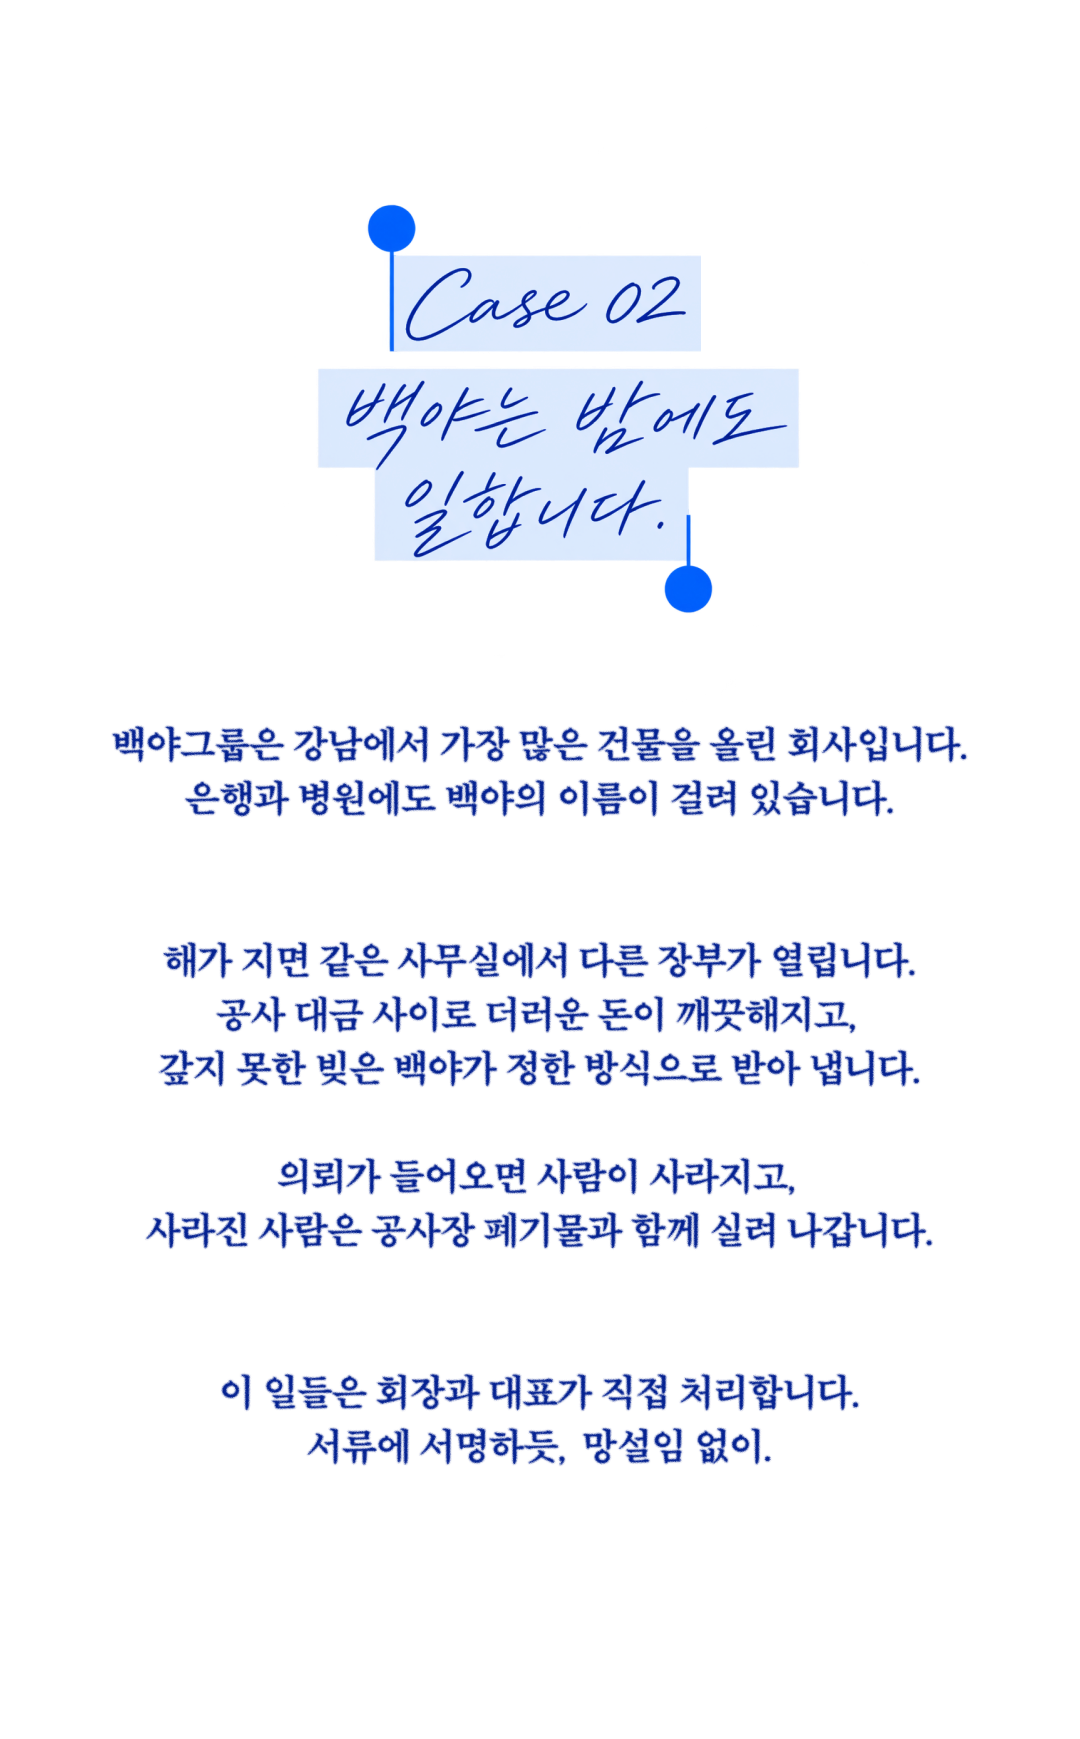 Case 02
백야는 밤에도
일합니다.
백야그룹은 강남에서 가장 많은 건물을 올린 회사입니다.
은행과 병원에도 백야의 이름이 걸려 있습니다.
해가 지면 같은 사무실에서 다른 장부가 열립니다.
공사 대금 사이로 더러운 돈이 깨끗해지고,
갚지 못한 빚은 백야가 정한 방식으로 받아 냅니다.
의뢰가 들어오면 사람이 사라지고,
사라진 사람은 공사장 폐기물과 함께 실려 나갑니다.
이 일들은 회장과 대표가 직접 처리합니다.
서류에 서명하듯, 망설임 없이.